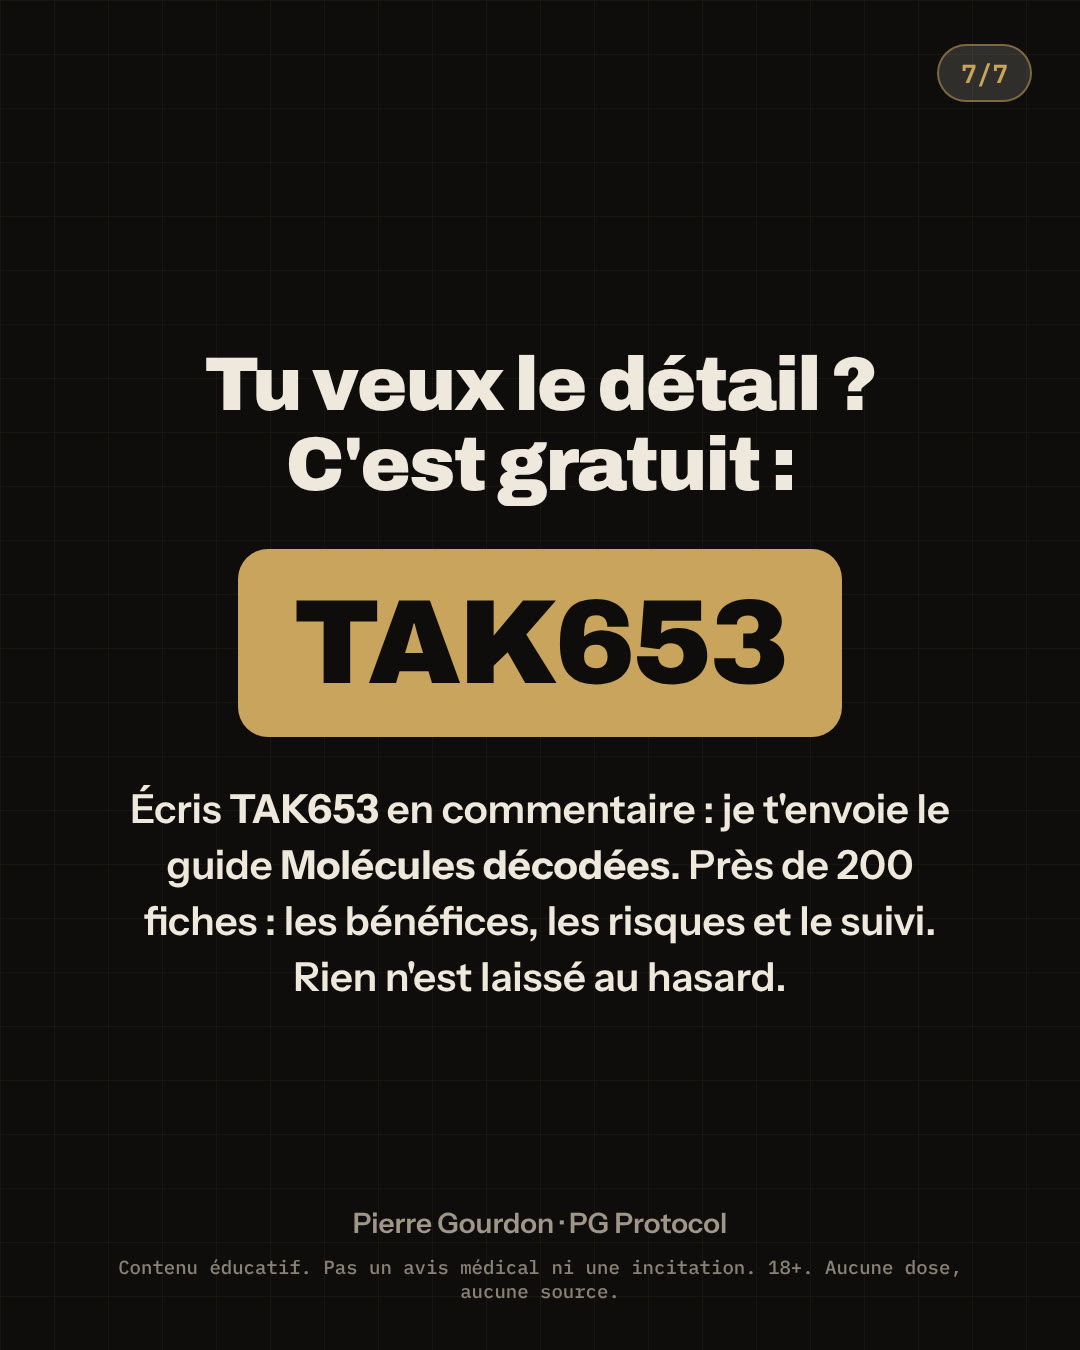 7/7
Tu veux le détail ?
C'est gratuit :
TAK653
Écris TAK653 en commentaire : je t'envoie le
guide Molécules décodées. Près de 200
fiches : les bénéfices, les risques et le suivi.
Rien n'est laissé au hasard.
Pierre Gourdon · PG Protocol
Contenu éducatif. Pas un avis médical ni une incitation. 18+. Aucune dose,
aucune source.